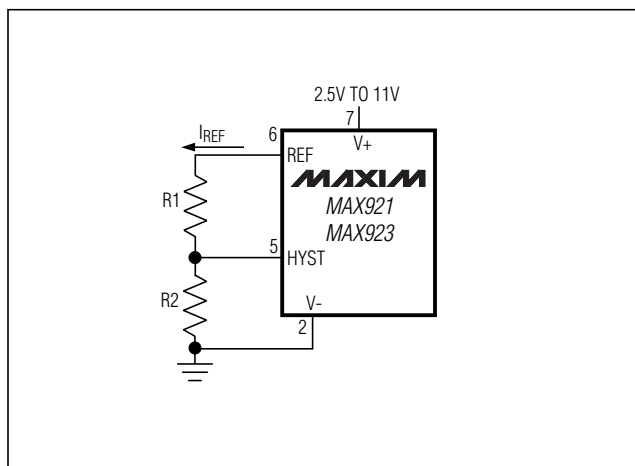 2.5V TO 11V
7
V+
IREF
6
REF
MAXIM
MAX921
MAX923
R1
5
HYST
R2
V-
2